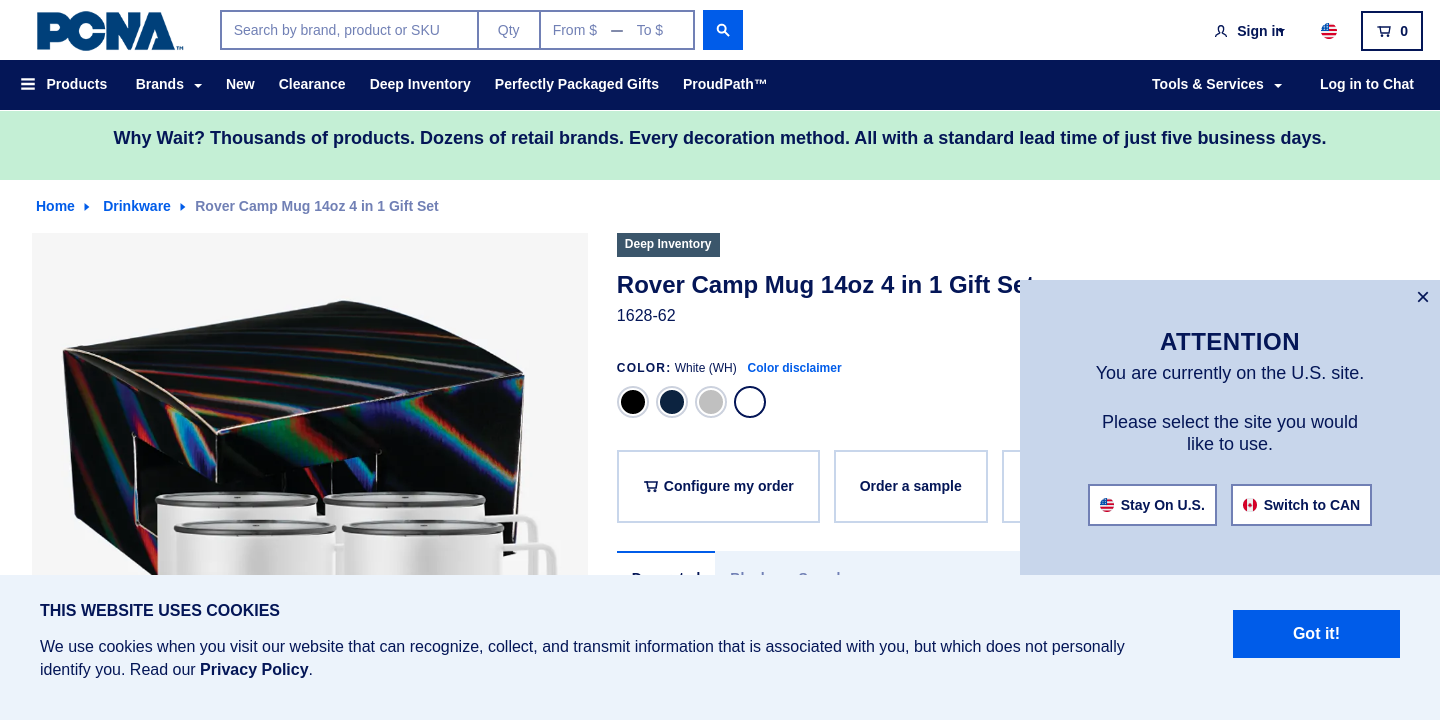 PCNA™
Search by brand, product or SKU
Qty
From $ — To $
Sign in
0
Products
Brands
New
Clearance
Deep Inventory
Perfectly Packaged Gifts
ProudPath™
Tools & Services
Log in to Chat
Why Wait? Thousands of products. Dozens of retail brands. Every decoration method. All with a standard lead time of just five business days.
Home
Drinkware
Rover Camp Mug 14oz 4 in 1 Gift Set
Deep Inventory
Rover Camp Mug 14oz 4 in 1 Gift Set
1628-62
COLOR: White (WH) Color disclaimer
Configure my order
Order a sample
×
ATTENTION
You are currently on the U.S. site.
Please select the site you would
like to use.
Stay On U.S.
Switch to CAN
THIS WEBSITE USES COOKIES
We use cookies when you visit our website that can recognize, collect, and transmit information that is associated with you, but which does not personally
identify you. Read our Privacy Policy.
Got it!